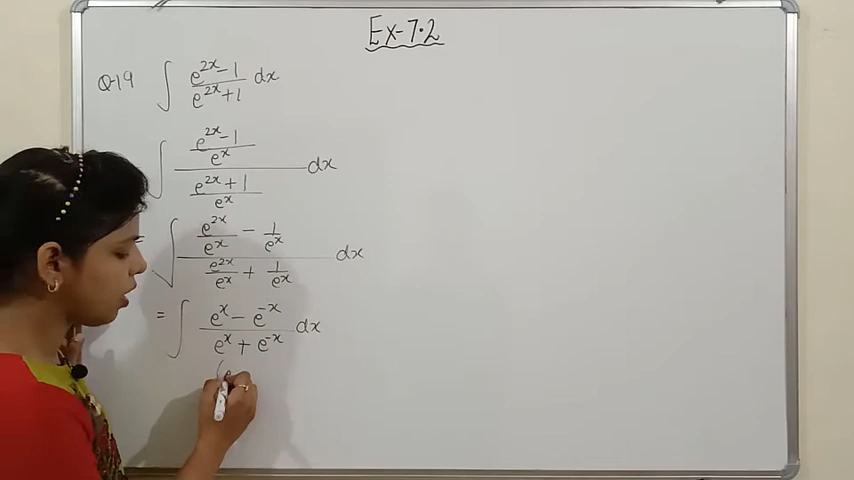 Ex-7.2
Q-19 ∫ (e^{2x} - 1)/(e^{2x} + 1) dx
∫ ((e^{2x} - 1)/e^x)/((e^{2x} + 1)/e^x) dx
∫ (e^{2x}/e^x - 1/e^x)/(e^{2x}/e^x + 1/e^x) dx
= ∫ (e^x - e^{-x})/(e^x + e^{-x}) dx
(e